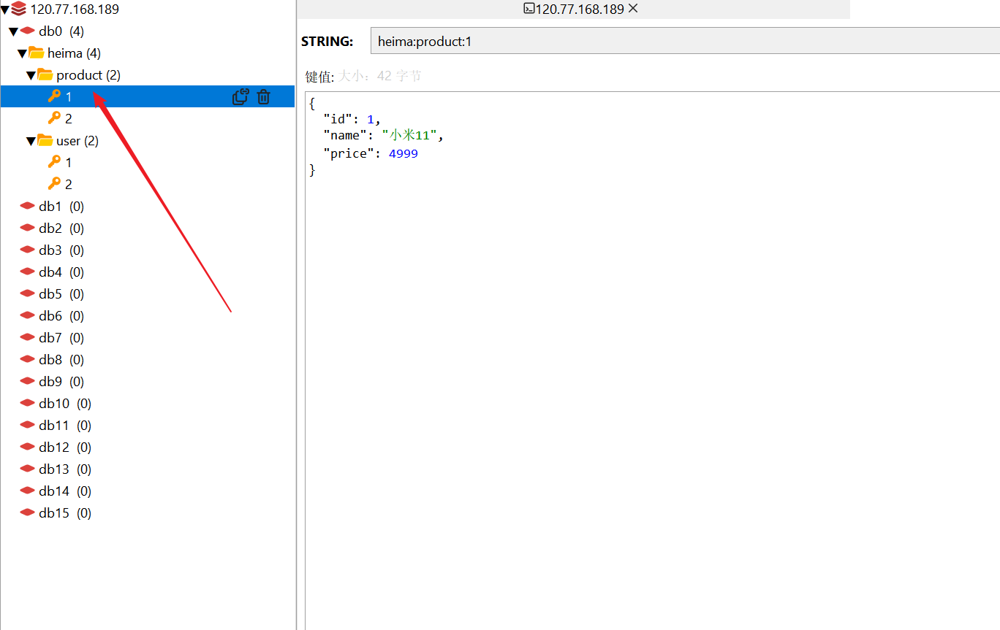 120.77.168.189
db0 (4)
heima (4)
product (2)
1
2
user (2)
1
2
db1 (0)
db2 (0)
db3 (0)
db4 (0)
db5 (0)
db6 (0)
db7 (0)
db8 (0)
db9 (0)
db10 (0)
db11 (0)
db12 (0)
db13 (0)
db14 (0)
db15 (0)
120.77.168.189
STRING: heima:product:1
键值: 大小: 42 字节
{
"id": 1,
"name": "小米11",
"price": 4999
}